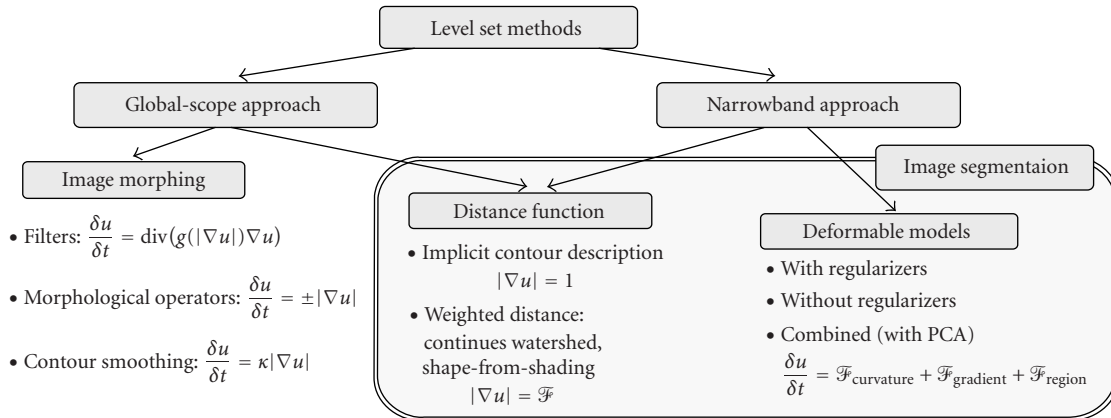 Level set methods
Global-scope approach
Narrowband approach
Image morphing
• Filters: δu/δt = div(g(|∇u|)∇u)
• Morphological operators: δu/δt = ±|∇u|
• Contour smoothing: δu/δt = κ|∇u|
Image segmentaion
Distance function
• Implicit contour description
|∇u| = 1
• Weighted distance:
continues watershed,
shape-from-shading
|∇u| = ℱ
Deformable models
• With regularizers
• Without regularizers
• Combined (with PCA)
δu/δt = ℱcurvature + ℱgradient + ℱregion